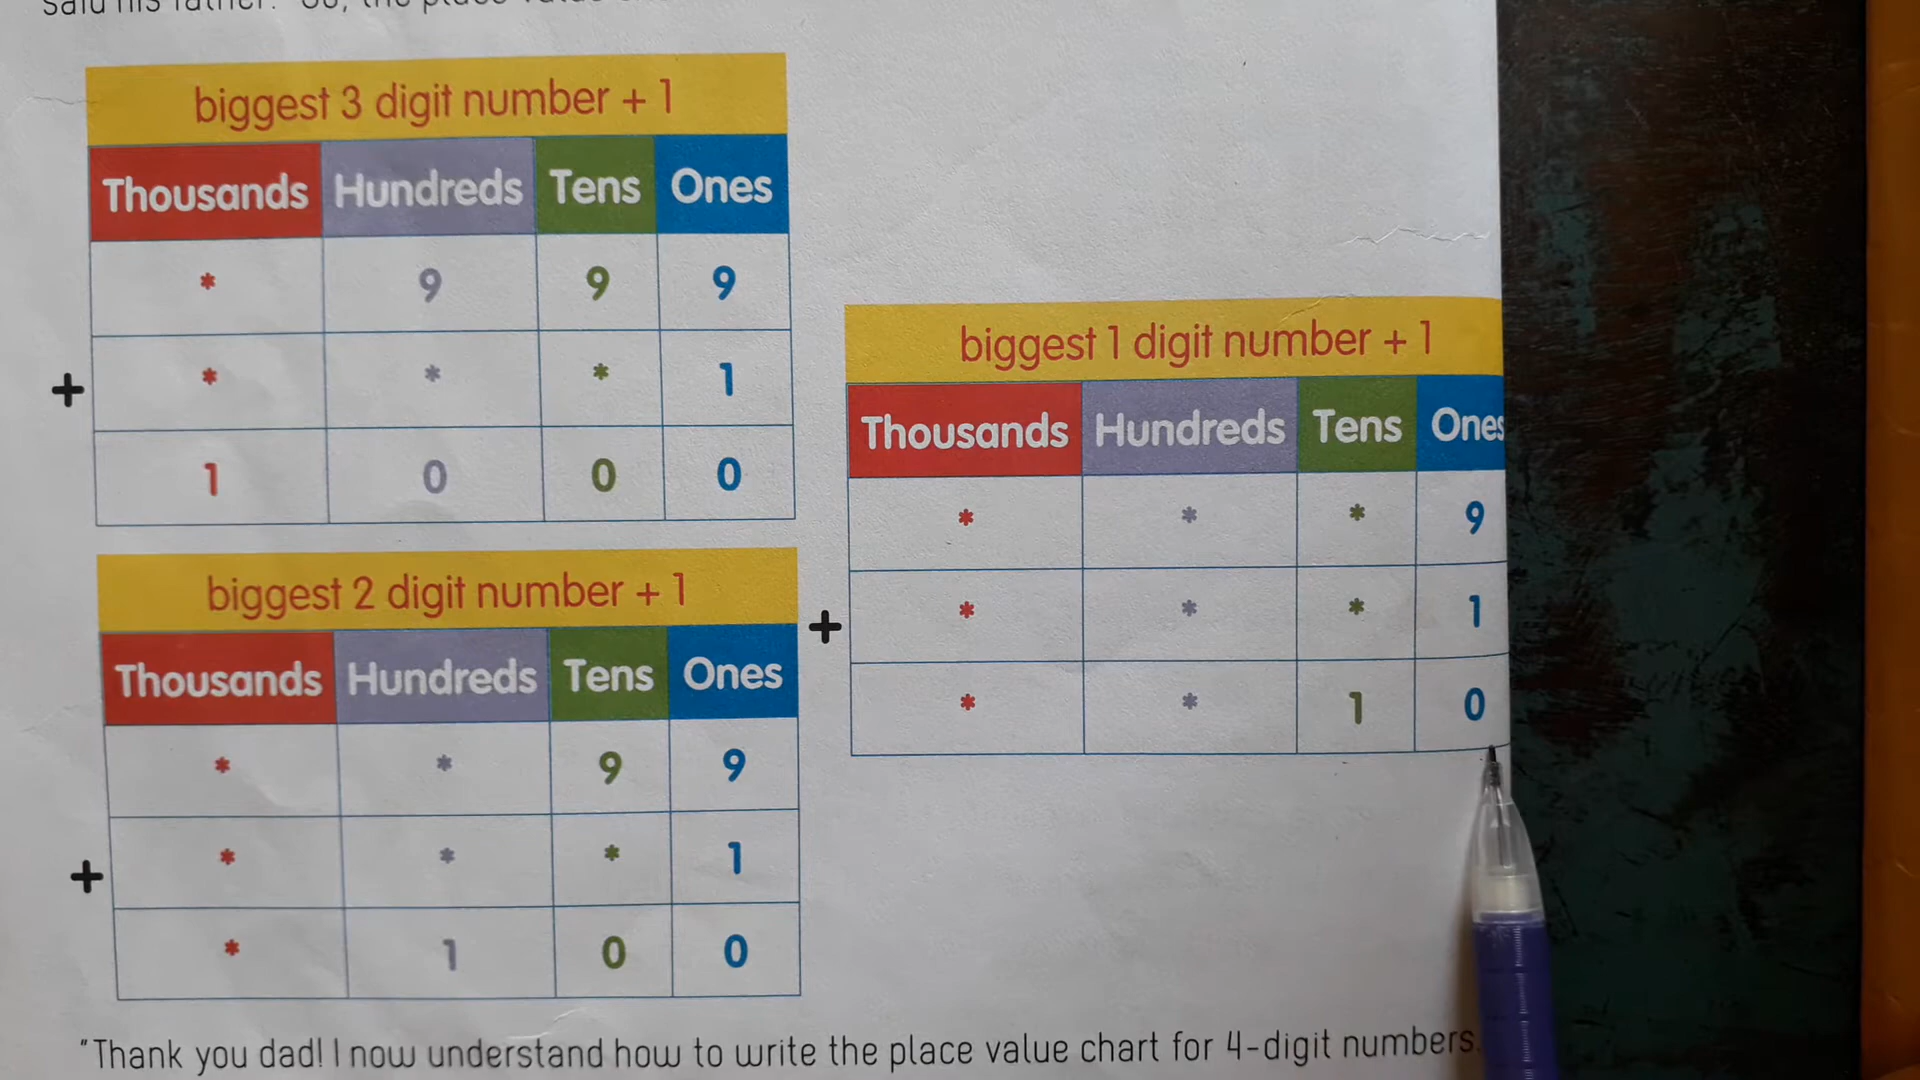 said his father.
biggest 3 digit number + 1
Thousands Hundreds Tens Ones
* 9 9 9
+ * * * 1
1 0 0 0
biggest 2 digit number + 1
Thousands Hundreds Tens Ones
* * 9 9
+ * * * 1
* 1 0 0
biggest 1 digit number + 1
Thousands Hundreds Tens Ones
* * * 9
+ * * * 1
* * 1 0
"Thank you dad! I now understand how to write the place value chart for 4-digit numbers.